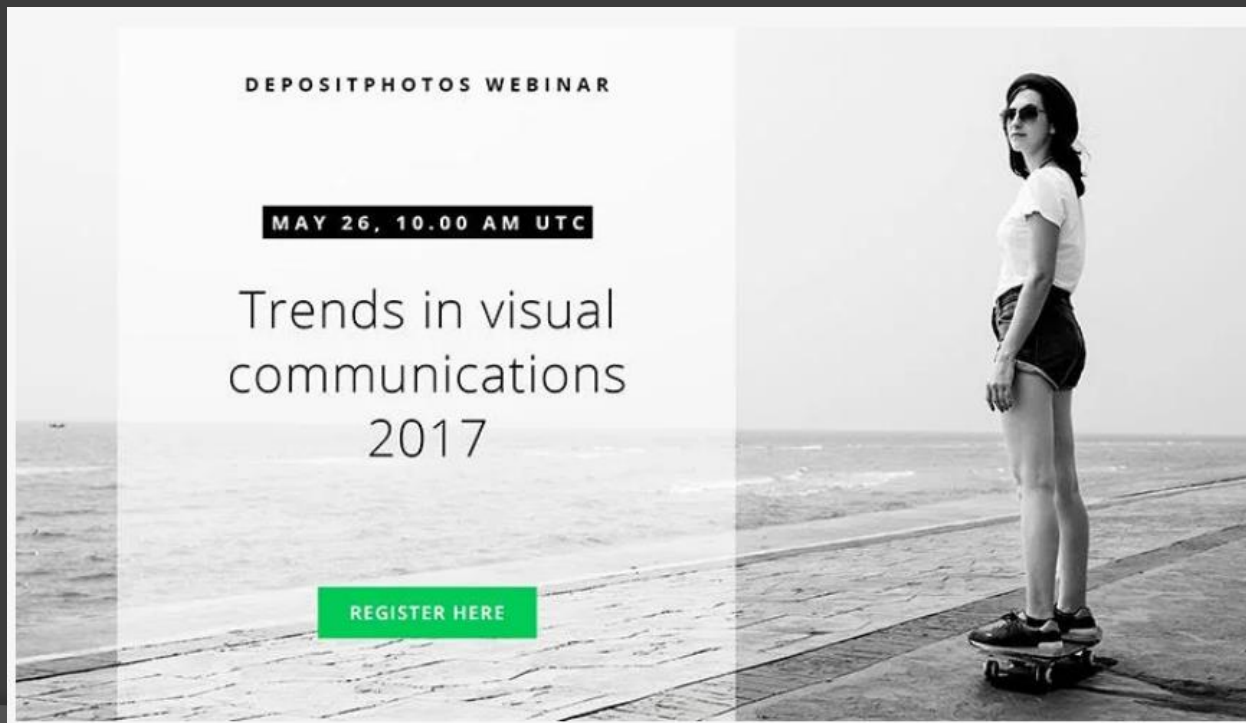 DEPOSITPHOTOS WEBINAR
MAY 26, 10.00 AM UTC
Trends in visual
communications
2017
REGISTER HERE